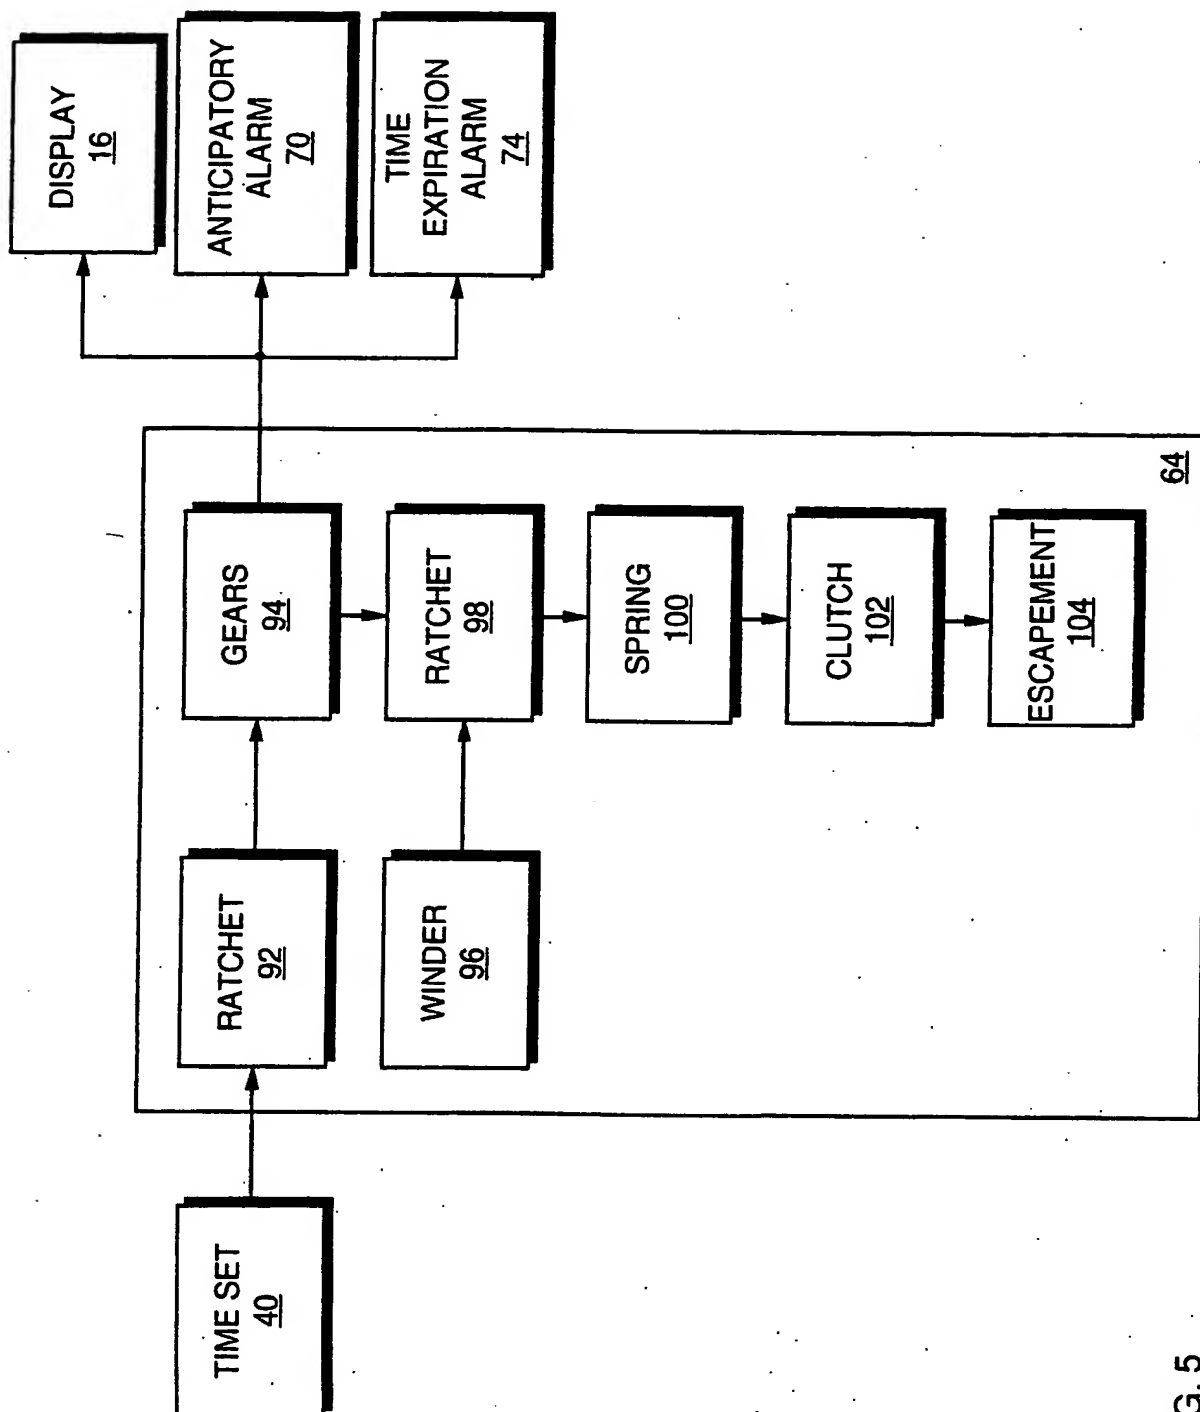 TIME SET
40
RATCHET
92
GEARS
94
WINDER
96
RATCHET
98
SPRING
100
CLUTCH
102
ESCAPEMENT
104
64
DISPLAY
16
ANTICIPATORY
ALARM
70
TIME
EXPIRATION
ALARM
74
G. 5